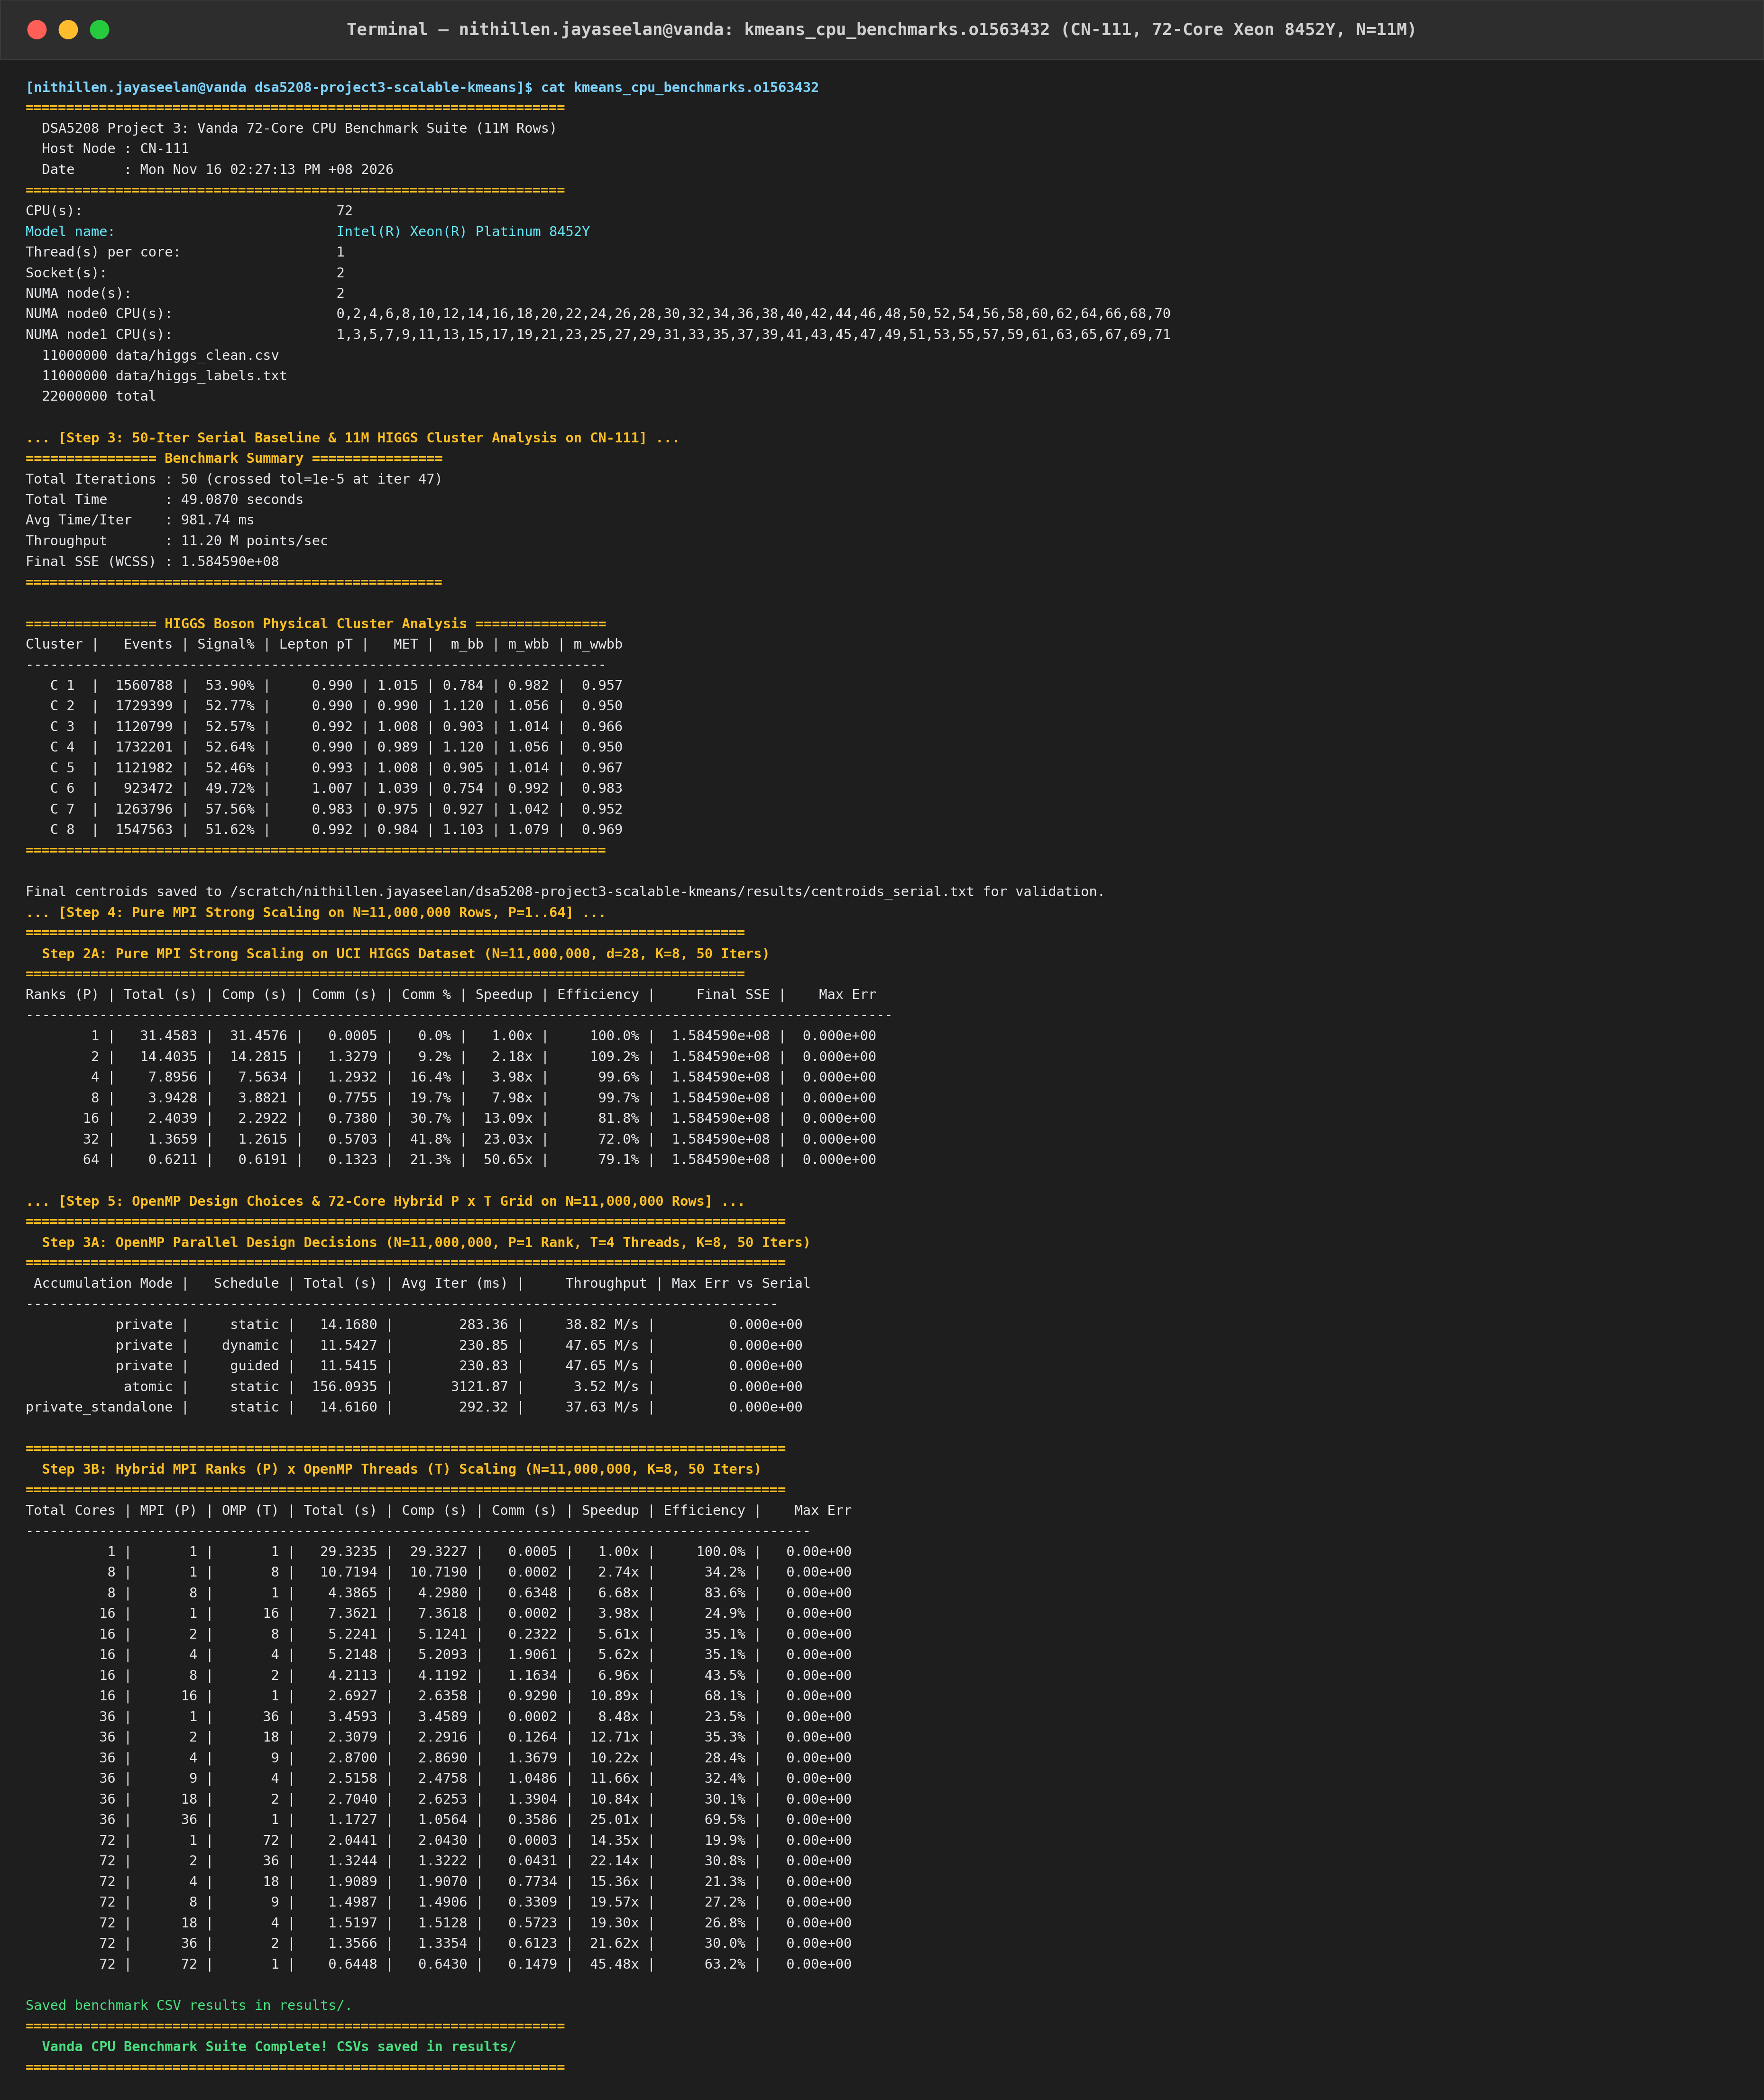 Terminal — nithillen.jayaseelan@vanda: kmeans_cpu_benchmarks.o1563432 (CN-111, 72-Core Xeon 8452Y, N=11M)
[nithillen.jayaseelan@vanda dsa5208-project3-scalable-kmeans]$ cat kmeans_cpu_benchmarks.o1563432
==================================================================
  DSA5208 Project 3: Vanda 72-Core CPU Benchmark Suite (11M Rows)
  Host Node : CN-111
  Date      : Mon Nov 16 02:27:13 PM +08 2026
==================================================================
CPU(s):                               72
Model name:                           Intel(R) Xeon(R) Platinum 8452Y
Thread(s) per core:                   1
Socket(s):                            2
NUMA node(s):                         2
NUMA node0 CPU(s):                    0,2,4,6,8,10,12,14,16,18,20,22,24,26,28,30,32,34,36,38,40,42,44,46,48,50,52,54,56,58,60,62,64,66,68,70
NUMA node1 CPU(s):                    1,3,5,7,9,11,13,15,17,19,21,23,25,27,29,31,33,35,37,39,41,43,45,47,49,51,53,55,57,59,61,63,65,67,69,71
  11000000 data/higgs_clean.csv
  11000000 data/higgs_labels.txt
  22000000 total
... [Step 3: 50-Iter Serial Baseline & 11M HIGGS Cluster Analysis on CN-111] ...
================ Benchmark Summary ================
Total Iterations : 50 (crossed tol=1e-5 at iter 47)
Total Time       : 49.0870 seconds
Avg Time/Iter    : 981.74 ms
Throughput       : 11.20 M points/sec
Final SSE (WCSS) : 1.584590e+08
===================================================
================ HIGGS Boson Physical Cluster Analysis ================
Cluster |   Events | Signal% | Lepton pT |   MET |  m_bb | m_wbb | m_wwbb
-----------------------------------------------------------------------
   C 1  |  1560788 |  53.90% |     0.990 | 1.015 | 0.784 | 0.982 |  0.957
   C 2  |  1729399 |  52.77% |     0.990 | 0.990 | 1.120 | 1.056 |  0.950
   C 3  |  1120799 |  52.57% |     0.992 | 1.008 | 0.903 | 1.014 |  0.966
   C 4  |  1732201 |  52.64% |     0.990 | 0.989 | 1.120 | 1.056 |  0.950
   C 5  |  1121982 |  52.46% |     0.993 | 1.008 | 0.905 | 1.014 |  0.967
   C 6  |   923472 |  49.72% |     1.007 | 1.039 | 0.754 | 0.992 |  0.983
   C 7  |  1263796 |  57.56% |     0.983 | 0.975 | 0.927 | 1.042 |  0.952
   C 8  |  1547563 |  51.62% |     0.992 | 0.984 | 1.103 | 1.079 |  0.969
=======================================================================
Final centroids saved to /scratch/nithillen.jayaseelan/dsa5208-project3-scalable-kmeans/results/centroids_serial.txt for validation.
... [Step 4: Pure MPI Strong Scaling on N=11,000,000 Rows, P=1..64] ...
========================================================================================
  Step 2A: Pure MPI Strong Scaling on UCI HIGGS Dataset (N=11,000,000, d=28, K=8, 50 Iters)
========================================================================================
Ranks (P) | Total (s) | Comp (s) | Comm (s) | Comm % | Speedup | Efficiency |     Final SSE |    Max Err
----------------------------------------------------------------------------------------------------------
        1 |   31.4583 |  31.4576 |   0.0005 |   0.0% |   1.00x |     100.0% |  1.584590e+08 |  0.000e+00
        2 |   14.4035 |  14.2815 |   1.3279 |   9.2% |   2.18x |     109.2% |  1.584590e+08 |  0.000e+00
        4 |    7.8956 |   7.5634 |   1.2932 |  16.4% |   3.98x |      99.6% |  1.584590e+08 |  0.000e+00
        8 |    3.9428 |   3.8821 |   0.7755 |  19.7% |   7.98x |      99.7% |  1.584590e+08 |  0.000e+00
       16 |    2.4039 |   2.2922 |   0.7380 |  30.7% |  13.09x |      81.8% |  1.584590e+08 |  0.000e+00
       32 |    1.3659 |   1.2615 |   0.5703 |  41.8% |  23.03x |      72.0% |  1.584590e+08 |  0.000e+00
       64 |    0.6211 |   0.6191 |   0.1323 |  21.3% |  50.65x |      79.1% |  1.584590e+08 |  0.000e+00
... [Step 5: OpenMP Design Choices & 72-Core Hybrid P x T Grid on N=11,000,000 Rows] ...
=============================================================================================
  Step 3A: OpenMP Parallel Design Decisions (N=11,000,000, P=1 Rank, T=4 Threads, K=8, 50 Iters)
=============================================================================================
 Accumulation Mode |   Schedule | Total (s) | Avg Iter (ms) |     Throughput | Max Err vs Serial
--------------------------------------------------------------------------------------------
           private |     static |   14.1680 |        283.36 |     38.82 M/s |         0.000e+00
           private |    dynamic |   11.5427 |        230.85 |     47.65 M/s |         0.000e+00
           private |     guided |   11.5415 |        230.83 |     47.65 M/s |         0.000e+00
            atomic |     static |  156.0935 |       3121.87 |      3.52 M/s |         0.000e+00
private_standalone |     static |   14.6160 |        292.32 |     37.63 M/s |         0.000e+00
=============================================================================================
  Step 3B: Hybrid MPI Ranks (P) x OpenMP Threads (T) Scaling (N=11,000,000, K=8, 50 Iters)
=============================================================================================
Total Cores | MPI (P) | OMP (T) | Total (s) | Comp (s) | Comm (s) | Speedup | Efficiency |    Max Err
------------------------------------------------------------------------------------------------
          1 |       1 |       1 |   29.3235 |  29.3227 |   0.0005 |   1.00x |     100.0% |   0.00e+00
          8 |       1 |       8 |   10.7194 |  10.7190 |   0.0002 |   2.74x |      34.2% |   0.00e+00
          8 |       8 |       1 |    4.3865 |   4.2980 |   0.6348 |   6.68x |      83.6% |   0.00e+00
         16 |       1 |      16 |    7.3621 |   7.3618 |   0.0002 |   3.98x |      24.9% |   0.00e+00
         16 |       2 |       8 |    5.2241 |   5.1241 |   0.2322 |   5.61x |      35.1% |   0.00e+00
         16 |       4 |       4 |    5.2148 |   5.2093 |   1.9061 |   5.62x |      35.1% |   0.00e+00
         16 |       8 |       2 |    4.2113 |   4.1192 |   1.1634 |   6.96x |      43.5% |   0.00e+00
         16 |      16 |       1 |    2.6927 |   2.6358 |   0.9290 |  10.89x |      68.1% |   0.00e+00
         36 |       1 |      36 |    3.4593 |   3.4589 |   0.0002 |   8.48x |      23.5% |   0.00e+00
         36 |       2 |      18 |    2.3079 |   2.2916 |   0.1264 |  12.71x |      35.3% |   0.00e+00
         36 |       4 |       9 |    2.8700 |   2.8690 |   1.3679 |  10.22x |      28.4% |   0.00e+00
         36 |       9 |       4 |    2.5158 |   2.4758 |   1.0486 |  11.66x |      32.4% |   0.00e+00
         36 |      18 |       2 |    2.7040 |   2.6253 |   1.3904 |  10.84x |      30.1% |   0.00e+00
         36 |      36 |       1 |    1.1727 |   1.0564 |   0.3586 |  25.01x |      69.5% |   0.00e+00
         72 |       1 |      72 |    2.0441 |   2.0430 |   0.0003 |  14.35x |      19.9% |   0.00e+00
         72 |       2 |      36 |    1.3244 |   1.3222 |   0.0431 |  22.14x |      30.8% |   0.00e+00
         72 |       4 |      18 |    1.9089 |   1.9070 |   0.7734 |  15.36x |      21.3% |   0.00e+00
         72 |       8 |       9 |    1.4987 |   1.4906 |   0.3309 |  19.57x |      27.2% |   0.00e+00
         72 |      18 |       4 |    1.5197 |   1.5128 |   0.5723 |  19.30x |      26.8% |   0.00e+00
         72 |      36 |       2 |    1.3566 |   1.3354 |   0.6123 |  21.62x |      30.0% |   0.00e+00
         72 |      72 |       1 |    0.6448 |   0.6430 |   0.1479 |  45.48x |      63.2% |   0.00e+00
Saved benchmark CSV results in results/.
==================================================================
  Vanda CPU Benchmark Suite Complete! CSVs saved in results/
==================================================================